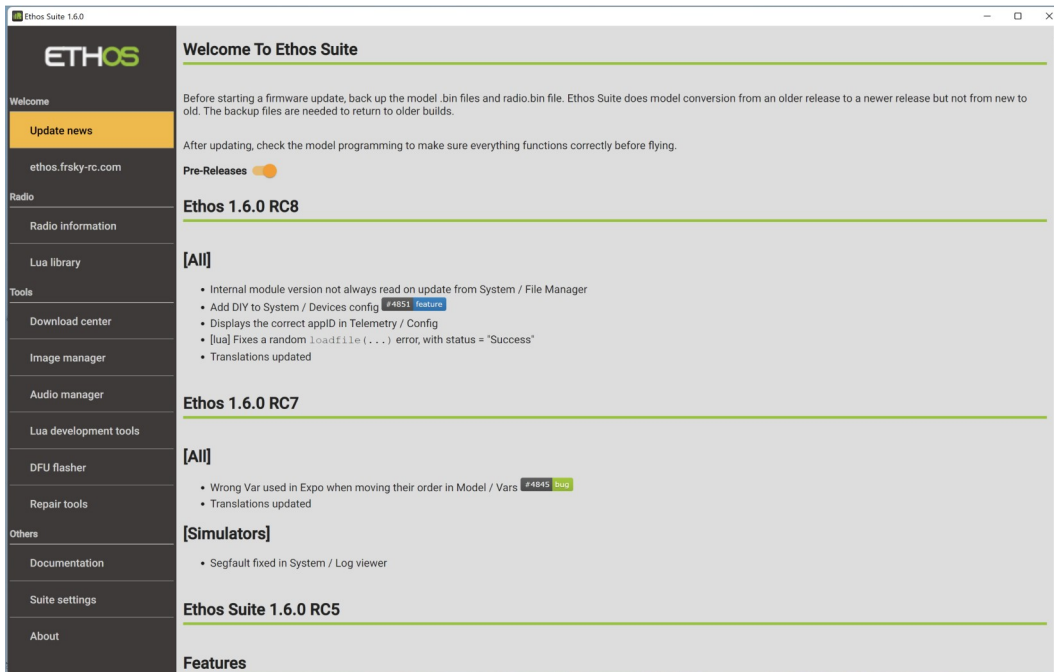 Ethos Suite 1.6.0
ETHOS
Welcome
Update news
ethos.frsky-rc.com
Radio
Radio information
Lua library
Tools
Download center
Image manager
Audio manager
Lua development tools
DFU flasher
Repair tools
Others
Documentation
Suite settings
About
Welcome To Ethos Suite
Before starting a firmware update, back up the model .bin files and radio.bin file. Ethos Suite does model conversion from an older release to a newer release but not from new to
old. The backup files are needed to return to older builds.
After updating, check the model programming to make sure everything functions correctly before flying.
Pre-Releases
Ethos 1.6.0 RC8
[All]
• Internal module version not always read on update from System / File Manager
• Add DIY to System / Devices config #4851 feature
• Displays the correct appID in Telemetry / Config
• [lua] Fixes a random loadfile(...) error, with status = "Success"
• Translations updated
Ethos 1.6.0 RC7
[All]
• Wrong Var used in Expo when moving their order in Model / Vars #4845 bug
• Translations updated
[Simulators]
• Segfault fixed in System / Log viewer
Ethos Suite 1.6.0 RC5
Features